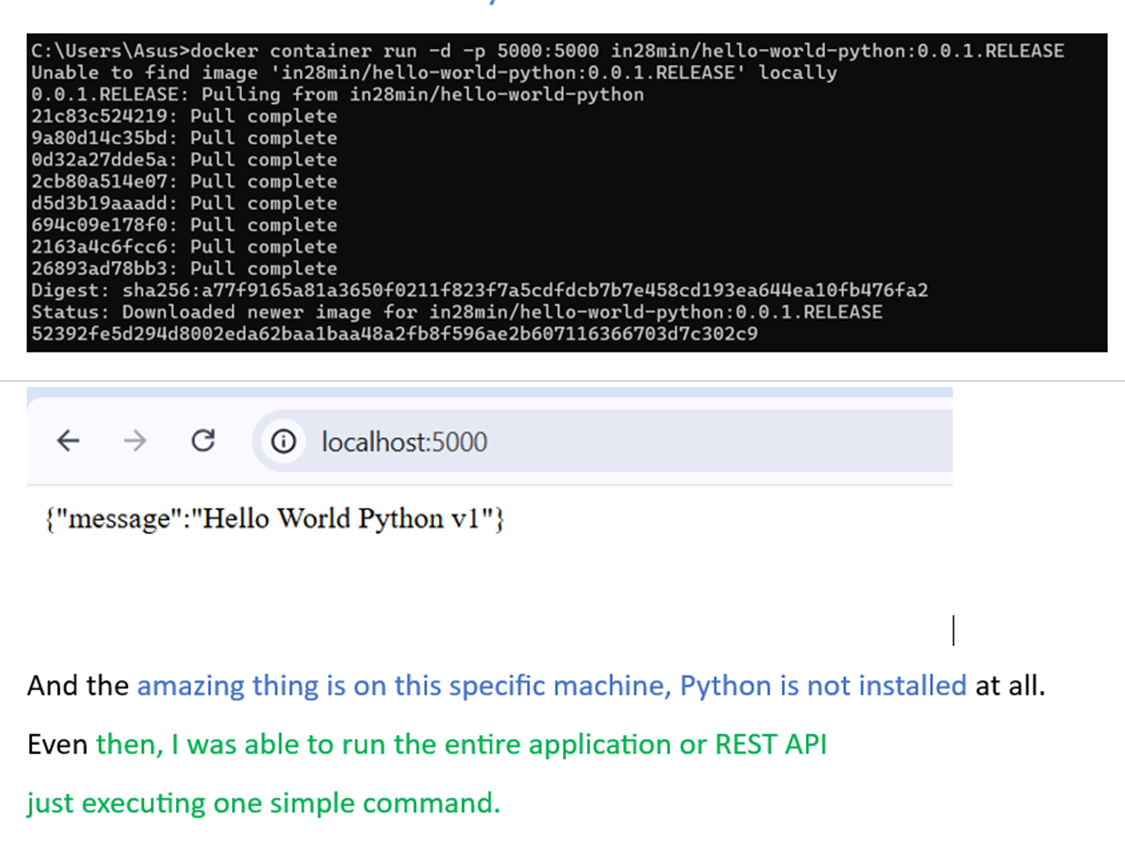 C:\Users\Asus>docker container run -d -p 5000:5000 in28min/hello-world-python:0.0.1.RELEASE
Unable to find image 'in28min/hello-world-python:0.0.1.RELEASE' locally
0.0.1.RELEASE: Pulling from in28min/hello-world-python
21c83c524219: Pull complete
9a80d14c35bd: Pull complete
0d32a27dde5a: Pull complete
2cb80a514e07: Pull complete
d5d3b19aaadd: Pull complete
694c09e178f0: Pull complete
2163a4c6fcc6: Pull complete
26893ad78bb3: Pull complete
Digest: sha256:a77f9165a81a3650f0211f823f7a5cdfdcb7b7e458cd193ea644ea10fb476fa2
Status: Downloaded newer image for in28min/hello-world-python:0.0.1.RELEASE
52392fe5d294d8002eda62baa1baa48a2fb8f596ae2b607116366703d7c302c9
localhost:5000
{"message":"Hello World Python v1"}
And the amazing thing is on this specific machine, Python is not installed at all.
Even then, I was able to run the entire application or REST API
just executing one simple command.